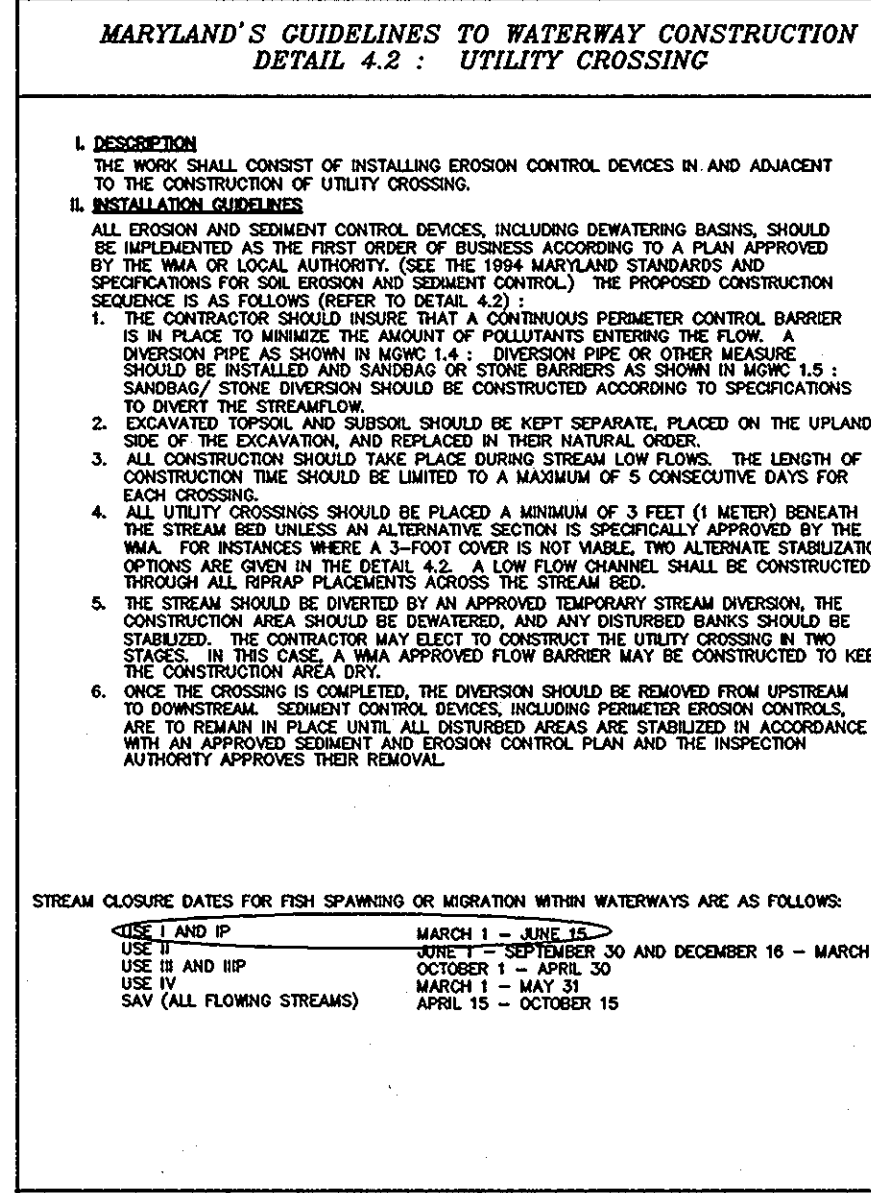 MARYLAND'S GUIDELINES TO WATERWAY CONSTRUCTION
DETAIL 4.2 : UTILITY CROSSING
I. DESCRIPTION
THE WORK SHALL CONSIST OF INSTALLING EROSION CONTROL DEVICES IN AND ADJACENT
TO THE CONSTRUCTION OF UTILITY CROSSING.
II. INSTALLATION GUIDELINES
ALL EROSION AND SEDIMENT CONTROL DEVICES, INCLUDING DEWATERING BASINS, SHOULD
BE IMPLEMENTED AS THE FIRST ORDER OF BUSINESS ACCORDING TO A PLAN APPROVED
BY THE WMA OR LOCAL AUTHORITY. (SEE THE 1994 MARYLAND STANDARDS AND
SPECIFICATIONS FOR SOIL EROSION AND SEDIMENT CONTROL) THE PROPOSED CONSTRUCTION
SEQUENCE IS AS FOLLOWS (REFER TO DETAIL 4.2) :
1. THE CONTRACTOR SHOULD INSURE THAT A CONTINUOUS PERIMETER CONTROL BARRIER
IS IN PLACE TO MINIMIZE THE AMOUNT OF POLLUTANTS ENTERING THE FLOW. A
DIVERSION PIPE AS SHOWN IN MGWC 1.4 : DIVERSION PIPE OR OTHER MEASURE
SHOULD BE INSTALLED AND SANDBAG OR STONE BARRIERS AS SHOWN IN MGWC 1.5 :
SANDBAG/ STONE DIVERSION SHOULD BE CONSTRUCTED ACCORDING TO SPECIFICATIONS
TO DIVERT THE STREAMFLOW.
2. EXCAVATED TOPSOIL AND SUBSOIL SHOULD BE KEPT SEPARATE, PLACED ON THE UPLAND
SIDE OF THE EXCAVATION, AND REPLACED IN THEIR NATURAL ORDER.
3. ALL CONSTRUCTION SHOULD TAKE PLACE DURING STREAM LOW FLOWS. THE LENGTH OF
CONSTRUCTION TIME SHOULD BE LIMITED TO A MAXIMUM OF 5 CONSECUTIVE DAYS FOR
EACH CROSSING.
4. ALL UTILITY CROSSINGS SHOULD BE PLACED A MINIMUM OF 3 FEET (1 METER) BENEATH
THE STREAM BED UNLESS AN ALTERNATIVE SECTION IS SPECIFICALLY APPROVED BY THE
WMA. FOR INSTANCES WHERE A 3-FOOT COVER IS NOT VIABLE, TWO ALTERNATE STABILIZATIO
OPTIONS ARE GIVEN IN THE DETAIL 4.2. A LOW FLOW CHANNEL SHALL BE CONSTRUCTED
THROUGH ALL RIPRAP PLACEMENTS ACROSS THE STREAM BED.
5. THE STREAM SHOULD BE DIVERTED BY AN APPROVED TEMPORARY STREAM DIVERSION, THE
CONSTRUCTION AREA SHOULD BE DEWATERED, AND ANY DISTURBED BANKS SHOULD BE
STABILIZED. THE CONTRACTOR MAY ELECT TO CONSTRUCT THE UTILITY CROSSING IN TWO
STAGES. IN THIS CASE, A WMA APPROVED FLOW BARRIER MAY BE CONSTRUCTED TO KEE
THE CONSTRUCTION AREA DRY.
6. ONCE THE CROSSING IS COMPLETED, THE DIVERSION SHOULD BE REMOVED FROM UPSTREAM
TO DOWNSTREAM. SEDIMENT CONTROL DEVICES, INCLUDING PERIMETER EROSION CONTROLS,
ARE TO REMAIN IN PLACE UNTIL ALL DISTURBED AREAS ARE STABILIZED IN ACCORDANCE
WITH AN APPROVED SEDIMENT AND EROSION CONTROL PLAN AND THE INSPECTION
AUTHORITY APPROVES THEIR REMOVAL.
STREAM CLOSURE DATES FOR FISH SPAWNING OR MIGRATION WITHIN WATERWAYS ARE AS FOLLOWS:
USE I AND IP MARCH 1 - JUNE 15
USE II JUNE 1 - SEPTEMBER 30 AND DECEMBER 16 - MARCH
USE III AND IIIP OCTOBER 1 - APRIL 30
USE IV MARCH 1 - MAY 31
SAV (ALL FLOWING STREAMS) APRIL 15 - OCTOBER 15